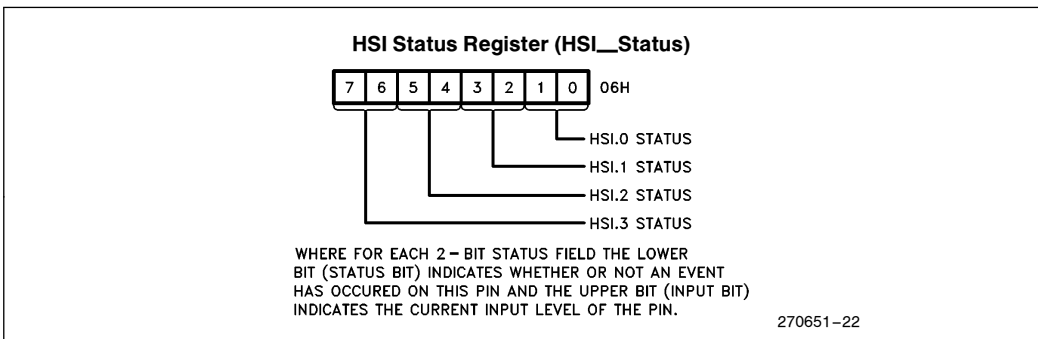 HSI Status Register (HSI__Status)
7 6 5 4 3 2 1 0 06H
HSI.0 STATUS
HSI.1 STATUS
HSI.2 STATUS
HSI.3 STATUS
WHERE FOR EACH 2-BIT STATUS FIELD THE LOWER
BIT (STATUS BIT) INDICATES WHETHER OR NOT AN EVENT
HAS OCCURED ON THIS PIN AND THE UPPER BIT (INPUT BIT)
INDICATES THE CURRENT INPUT LEVEL OF THE PIN.
270651-22